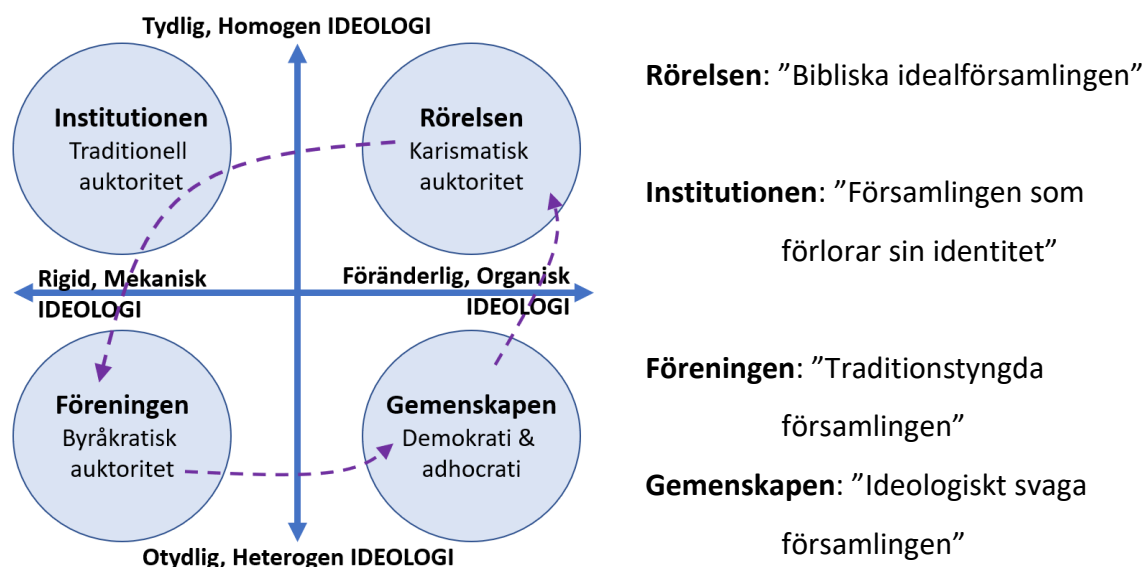 Tydlig, Homogen IDEOLOGI
Institutionen
Traditionell
auktoritet
Rörelsen
Karismatisk
auktoritet
Rigid, Mekanisk
IDEOLOGI
Föränderlig, Organisk
IDEOLOGI
Föreningen
Byråkratisk
auktoritet
Gemenskapen
Demokrati &
adhocrati
Otydlig, Heterogen IDEOLOGI
Rörelsen: ”Bibliska idealförsamlingen”
Institutionen: ”Församlingen som
förlorar sin identitet”
Föreningen: ”Traditionstyngda
församlingen”
Gemenskapen: ”Ideologiskt svaga
församlingen”